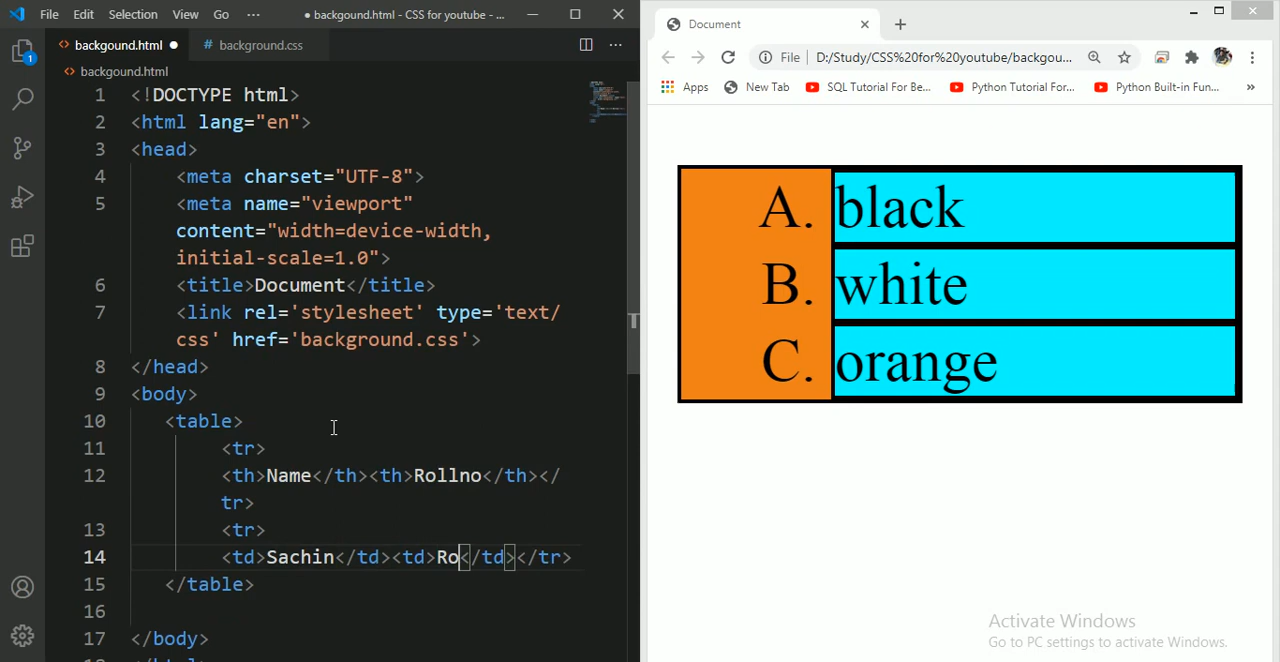 File Edit Selection View Go ··· ● backgound.html - CSS for youtube - ...
backgound.html ●
# background.css
···
1
<> backgound.html
1 <!DOCTYPE html>
2 <html lang="en">
3 <head>
4 <meta charset="UTF-8">
5 <meta name="viewport"
content="width=device-width,
initial-scale=1.0">
6 <title>Document</title>
7 <link rel='stylesheet' type='text/
css' href='background.css'>
8 </head>
9 <body>
10 <table>
11 <tr>
12 <th>Name</th><th>Rollno</th></
tr>
13 <tr>
14 <td>Sachin</td><td>Ro</td></tr>
15 </table>
16
17 </body>
Document
File D:/Study/CSS%20for%20youtube/backgou...
Apps New Tab SQL Tutorial For Be... Python Tutorial For... Python Built-in Fun... »
A. black
B. white
C. orange
Activate Windows
Go to PC settings to activate Windows.